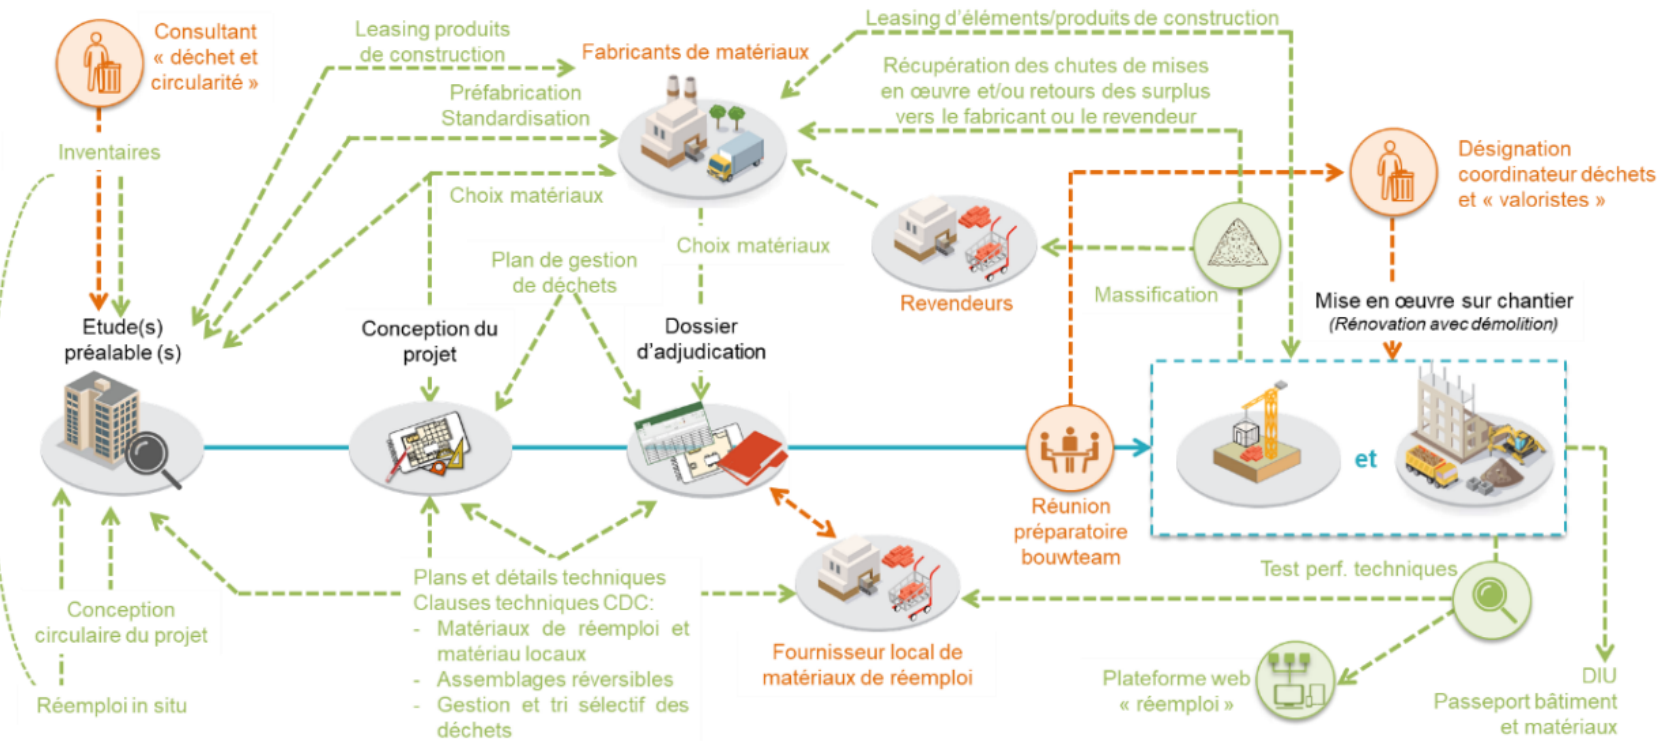 Consultant
« déchet et
circularité »
Inventaires
Etude(s)
préalable (s)
Leasing produits
de construction
Préfabrication
Standardisation
Choix matériaux
Fabricants de matériaux
Leasing d'éléments/produits de construction
Récupération des chutes de mises
en œuvre et/ou retours des surplus
vers le fabricant ou le revendeur
Désignation
coordinateur déchets
et « valoristes »
Choix matériaux
Plan de gestion
de déchets
Revendeurs
Massification
Mise en œuvre sur chantier
(Rénovation avec démolition)
Conception du
projet
Dossier
d'adjudication
et
Réunion
préparatoire
bouwteam
Conception
circulaire du projet
Réemploi in situ
Plans et détails techniques
Clauses techniques CDC:
- Matériaux de réemploi et
matériau locaux
- Assemblages réversibles
- Gestion et tri sélectif des
déchets
Fournisseur local de
matériaux de réemploi
Test perf. techniques
Plateforme web
« réemploi »
DIU
Passeport bâtiment
et matériaux